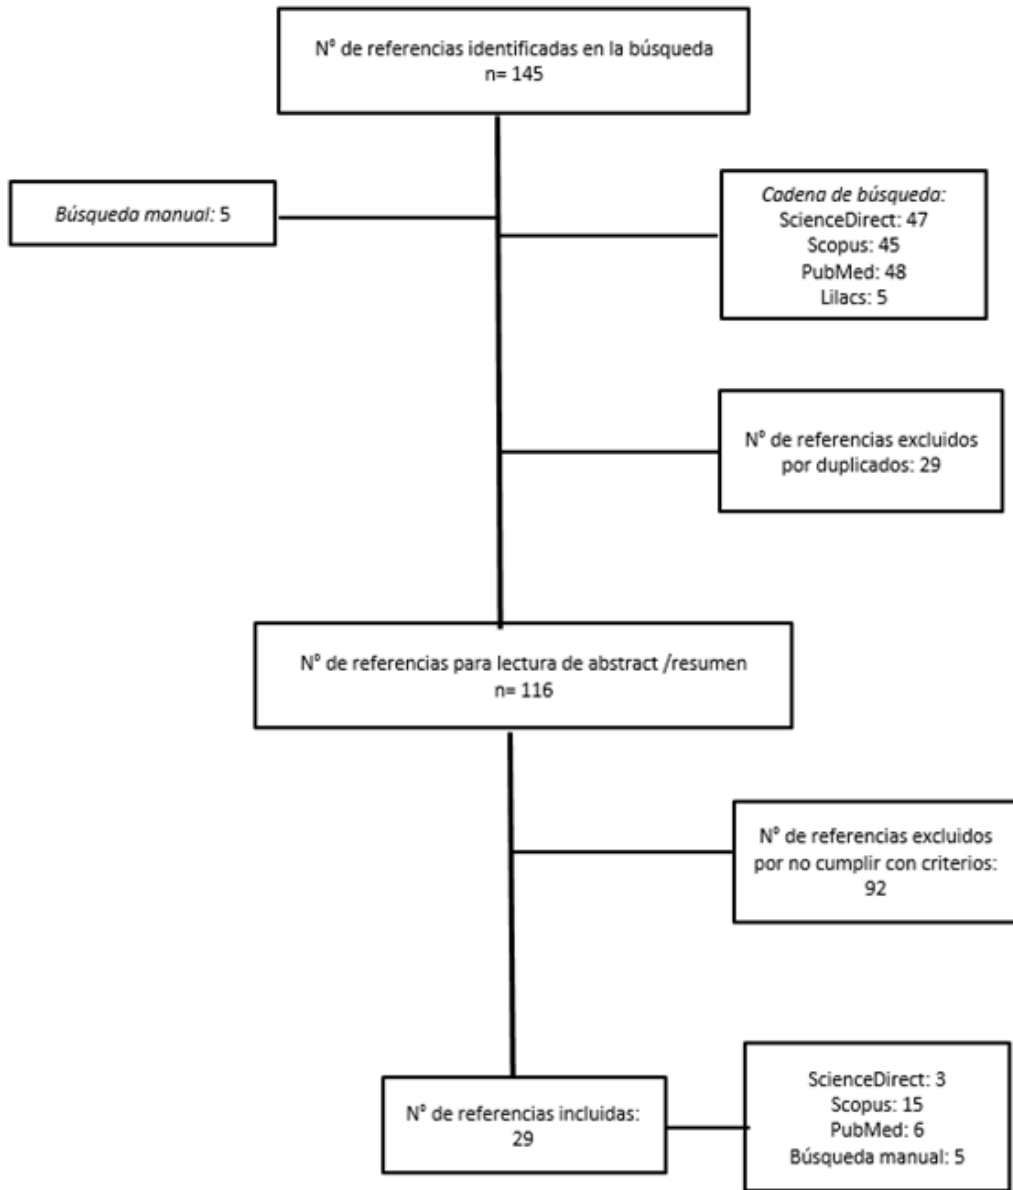 N° de referencias identificadas en la búsqueda
n= 145
Búsqueda manual: 5
Cadena de búsqueda:
ScienceDirect: 47
Scopus: 45
PubMed: 48
Lilacs: 5
N° de referencias excluidos
por duplicados: 29
N° de referencias para lectura de abstract /resumen
n= 116
N° de referencias excluidos
por no cumplir con criterios:
92
N° de referencias incluidas:
29
ScienceDirect: 3
Scopus: 15
PubMed: 6
Búsqueda manual: 5